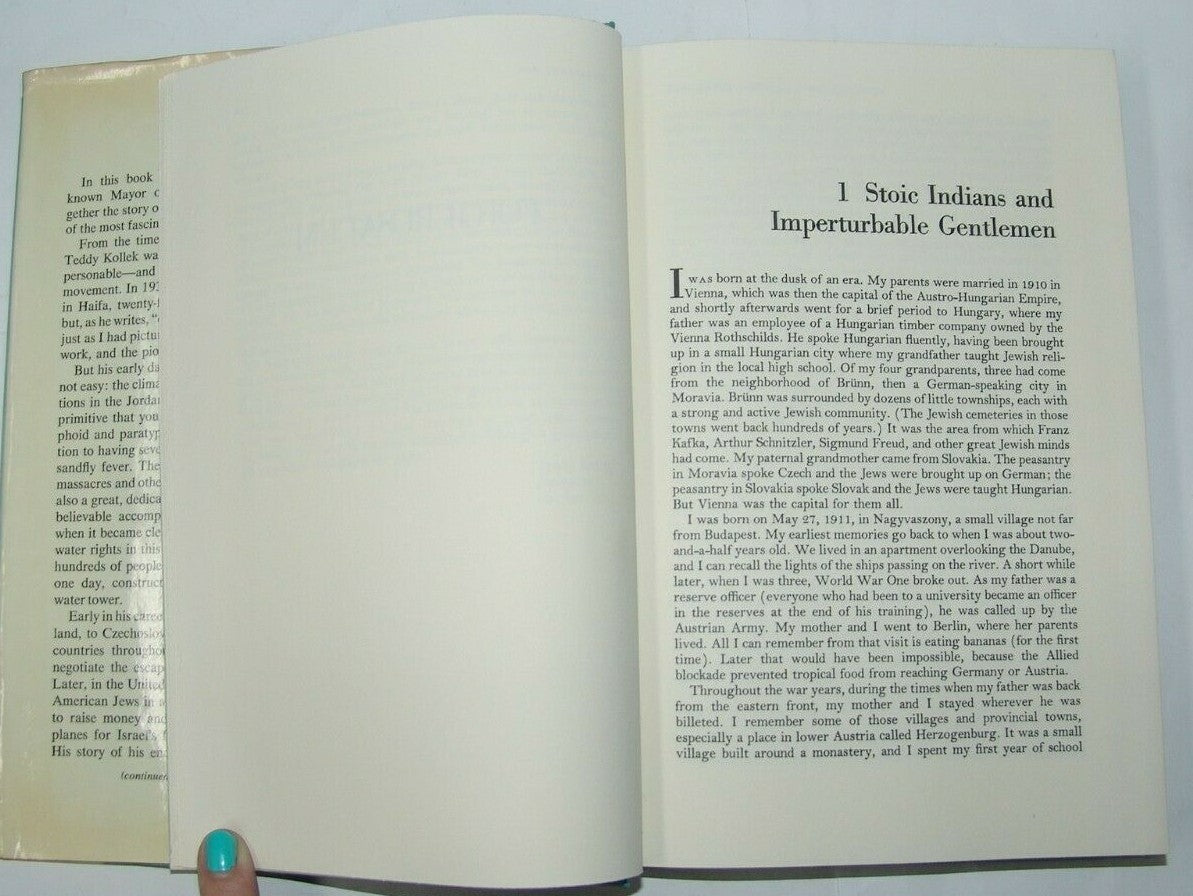 In this book
known Mayor
gether the story
of the most fascin
From the time
Teddy Kollek wa
personable—and
movement. In 193
in Haifa, twenty-
but, as he writes, "
just as I had pictu
work, and the pio
But his early da
not easy: the clima
tions in the Jorda
primitive that you
phoid and paratyp
tion to having seve
sandfly fever. The
massacres and othe
also a great, dedica
believable accomp
when it became cle
water rights in this
hundreds of people
one day, construct
water tower.
Early in his caree
land, to Czechoslov
countries througho
negotiate the escap
Later, in the United
American Jews in a
to raise money and
planes for Israel's
His story of his en
(continued
1 Stoic Indians and
Imperturbable Gentlemen
I WAS born at the dusk of an era. My parents were married in 1910 in
Vienna, which was then the capital of the Austro-Hungarian Empire,
and shortly afterwards went for a brief period to Hungary, where my
father was an employee of a Hungarian timber company owned by the
Vienna Rothschilds. He spoke Hungarian fluently, having been brought
up in a small Hungarian city where my grandfather taught Jewish reli-
gion in the local high school. Of my four grandparents, three had come
from the neighborhood of Brünn, then a German-speaking city in
Moravia. Brünn was surrounded by dozens of little townships, each with
a strong and active Jewish community. (The Jewish cemeteries in those
towns went back hundreds of years.) It was the area from which Franz
Kafka, Arthur Schnitzler, Sigmund Freud, and other great Jewish minds
had come. My paternal grandmother came from Slovakia. The peasantry
in Moravia spoke Czech and the Jews were brought up on German; the
peasantry in Slovakia spoke Slovak and the Jews were taught Hungarian.
But Vienna was the capital for them all.
I was born on May 27, 1911, in Nagyvaszony, a small village not far
from Budapest. My earliest memories go back to when I was about two-
and-a-half years old. We lived in an apartment overlooking the Danube,
and I can recall the lights of the ships passing on the river. A short while
later, when I was three, World War One broke out. As my father was a
reserve officer (everyone who had been to a university became an officer
in the reserves at the end of his training), he was called up by the
Austrian Army. My mother and I went to Berlin, where her parents
lived. All I can remember from that visit is eating bananas (for the first
time). Later that would have been impossible, because the Allied
blockade prevented tropical food from reaching Germany or Austria.
Throughout the war years, during the times when my father was back
from the eastern front, my mother and I stayed wherever he was
billeted. I remember some of those villages and provincial towns,
especially a place in lower Austria called Herzogenburg. It was a small
village built around a monastery, and I spent my first year of school